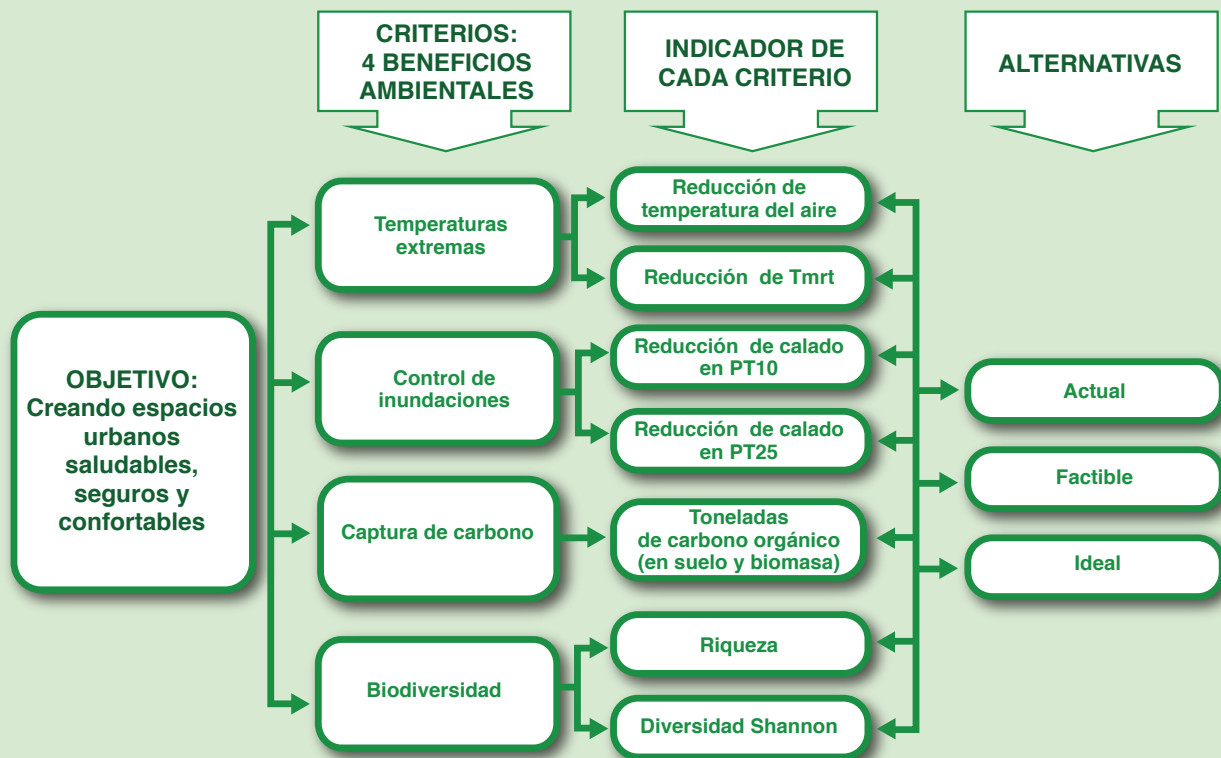 CRITERIOS:
4 BENEFICIOS
AMBIENTALES
INDICADOR DE
CADA CRITERIO
ALTERNATIVAS
OBJETIVO:
Creando espacios
urbanos
saludables,
seguros y
confortables
Temperaturas
extremas
Control de
inundaciones
Captura de carbono
Biodiversidad
Reducción de
temperatura del aire
Reducción de Tmrt
Reducción de calado
en PT10
Reducción de calado
en PT25
Toneladas
de carbono orgánico
(en suelo y biomasa)
Riqueza
Diversidad Shannon
Actual
Factible
Ideal